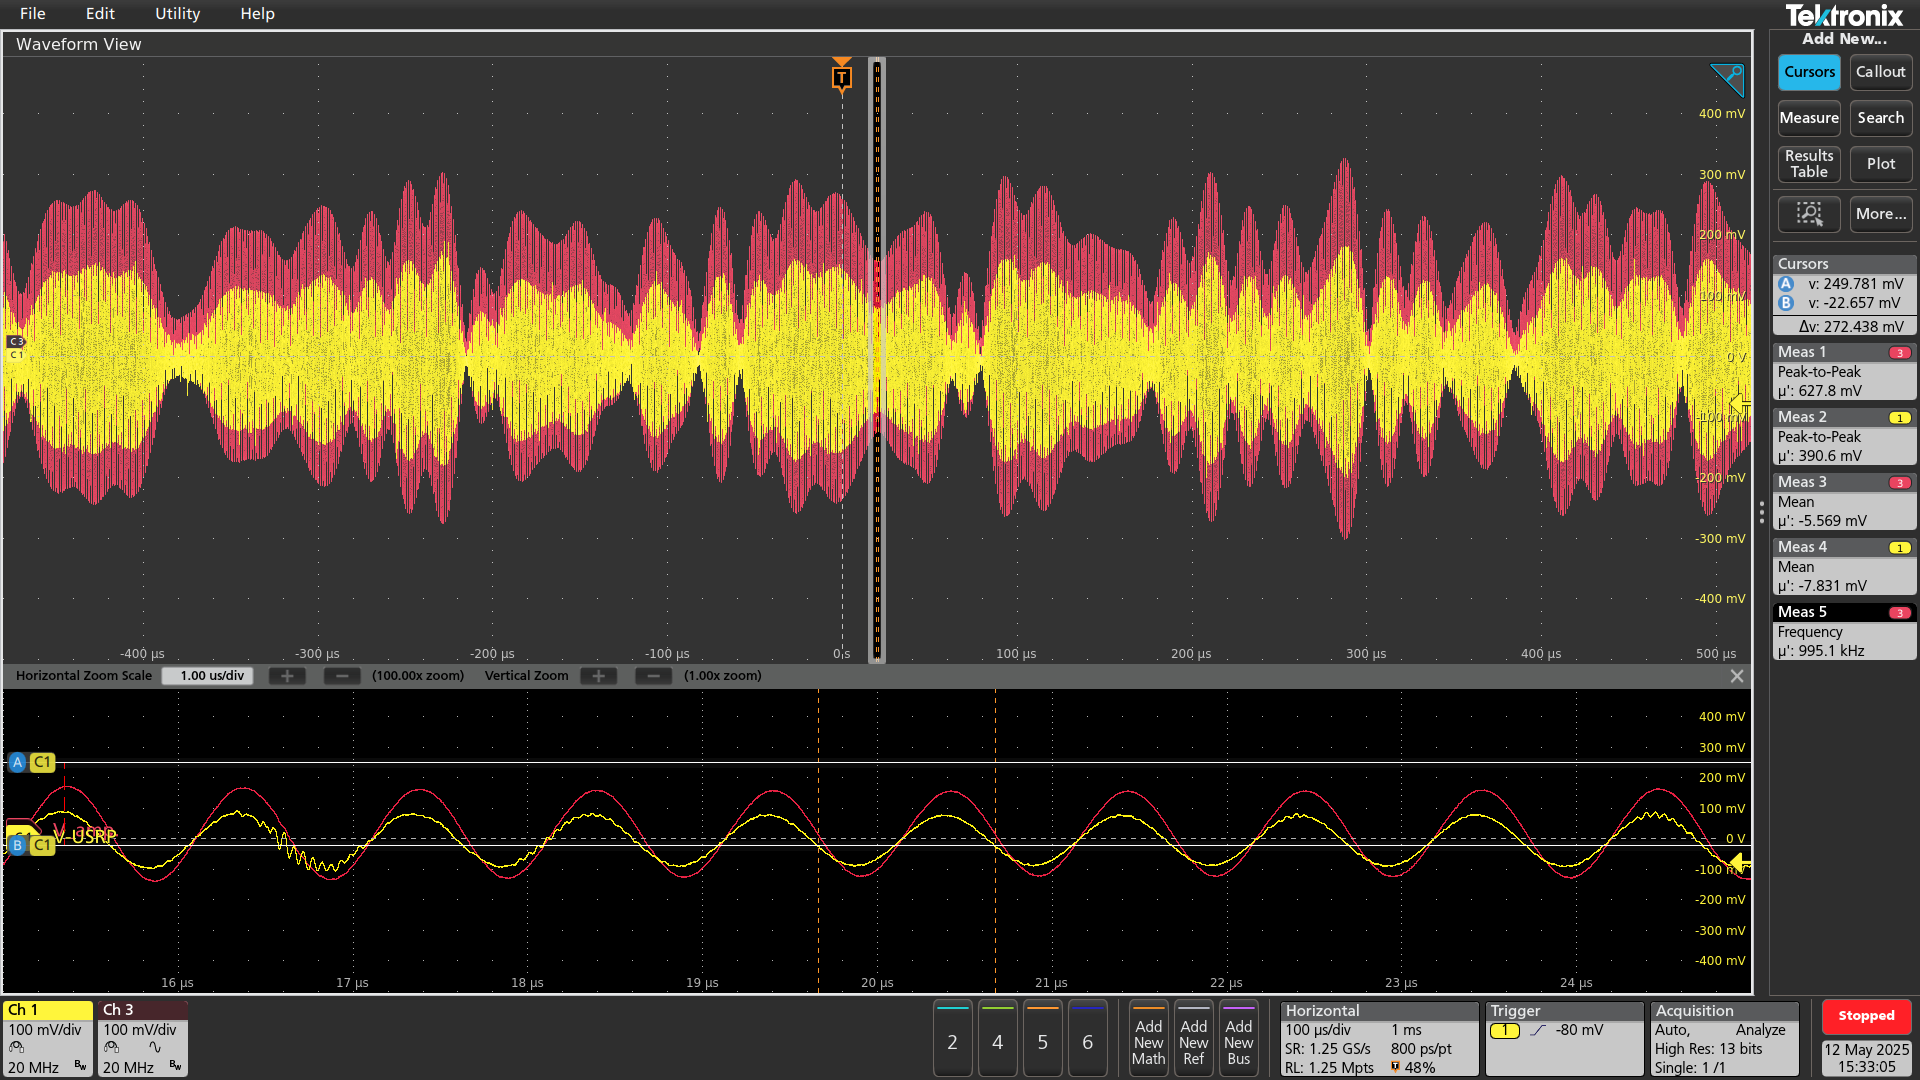 File Edit Utility Help
Tektronix
Waveform View
Add New...
Cursors Callout
Measure Search
Results Table Plot
More...
T
400 mV
300 mV
200 mV
100 mV
0 V
-100 mV
-200 mV
-300 mV
-400 mV
C3
C1
-400 µs -300 µs -200 µs -100 µs 0 s 100 µs 200 µs 300 µs 400 µs 500 µs
Cursors
A v: 249.781 mV
B v: -22.657 mV
Δv: 272.438 mV
Meas 1 3
Peak-to-Peak
µ': 627.8 mV
Meas 2 1
Peak-to-Peak
µ': 390.6 mV
Meas 3 3
Mean
µ': -5.569 mV
Meas 4 1
Mean
µ': -7.831 mV
Meas 5 3
Frequency
µ': 995.1 kHz
Horizontal Zoom Scale 1.00 us/div + − (100.00x zoom) Vertical Zoom + − (1.00x zoom)
400 mV
300 mV
200 mV
100 mV
0 V
-100 mV
-200 mV
-300 mV
-400 mV
A C1
V-USRP
B C1
16 µs 17 µs 18 µs 19 µs 20 µs 21 µs 22 µs 23 µs 24 µs
Ch 1
100 mV/div
20 MHz Bw
Ch 3
100 mV/div
20 MHz Bw
2 4 5 6
Add New Math
Add New Ref
Add New Bus
Horizontal
100 µs/div 1 ms
SR: 1.25 GS/s 800 ps/pt
RL: 1.25 Mpts T 48%
Trigger
1 -80 mV
Acquisition
Auto, Analyze
High Res: 13 bits
Single: 1 /1
Stopped
12 May 2025
15:33:05